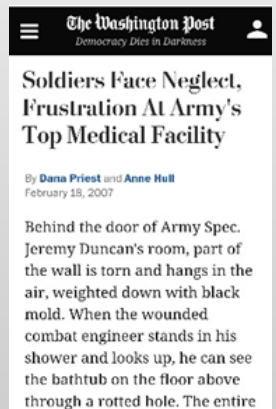 The Washington Post
Democracy Dies in Darkness
Soldiers Face Neglect,
Frustration At Army's
Top Medical Facility
By Dana Priest and Anne Hull
February 18, 2007
Behind the door of Army Spec.
Jeremy Duncan's room, part of
the wall is torn and hangs in the
air, weighted down with black
mold. When the wounded
combat engineer stands in his
shower and looks up, he can see
the bathtub on the floor above
through a rotted hole. The entire